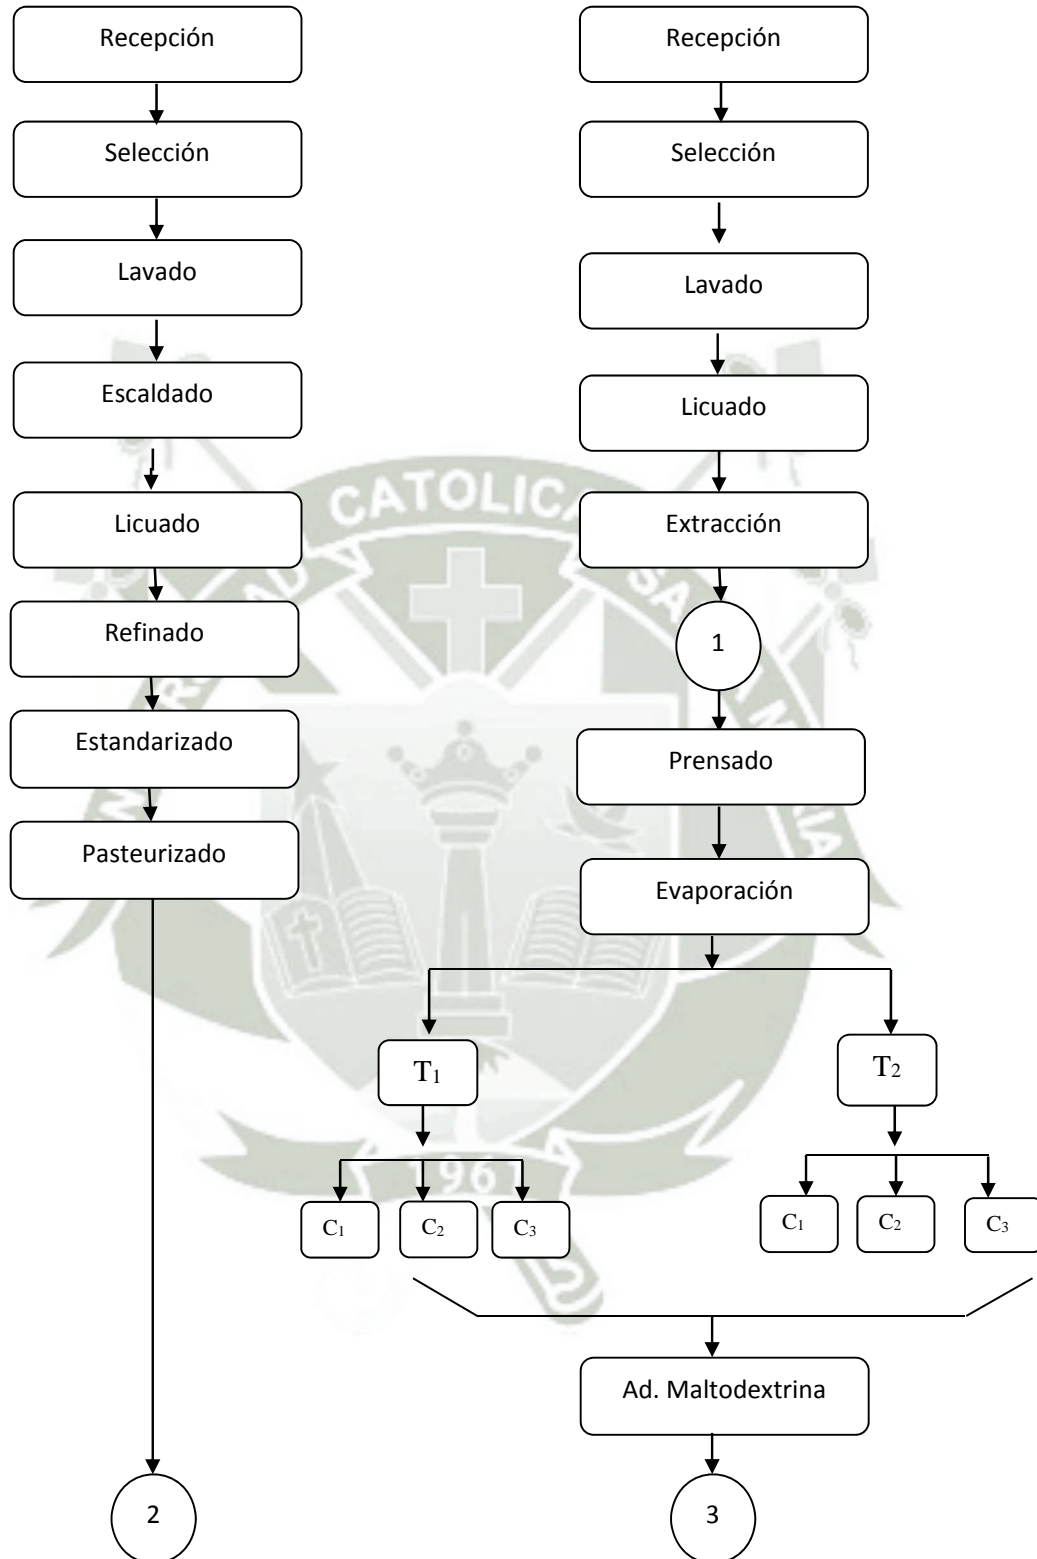 Recepción
Selección
Lavado
Escaldado
Licuado
Refinado
Estandarizado
Pasteurizado
2
Recepción
Selección
Lavado
Licuado
Extracción
1
Prensado
Evaporación
T1
T2
C1 C2 C3
C1 C2 C3
Ad. Maltodextrina
3
CATOLICA